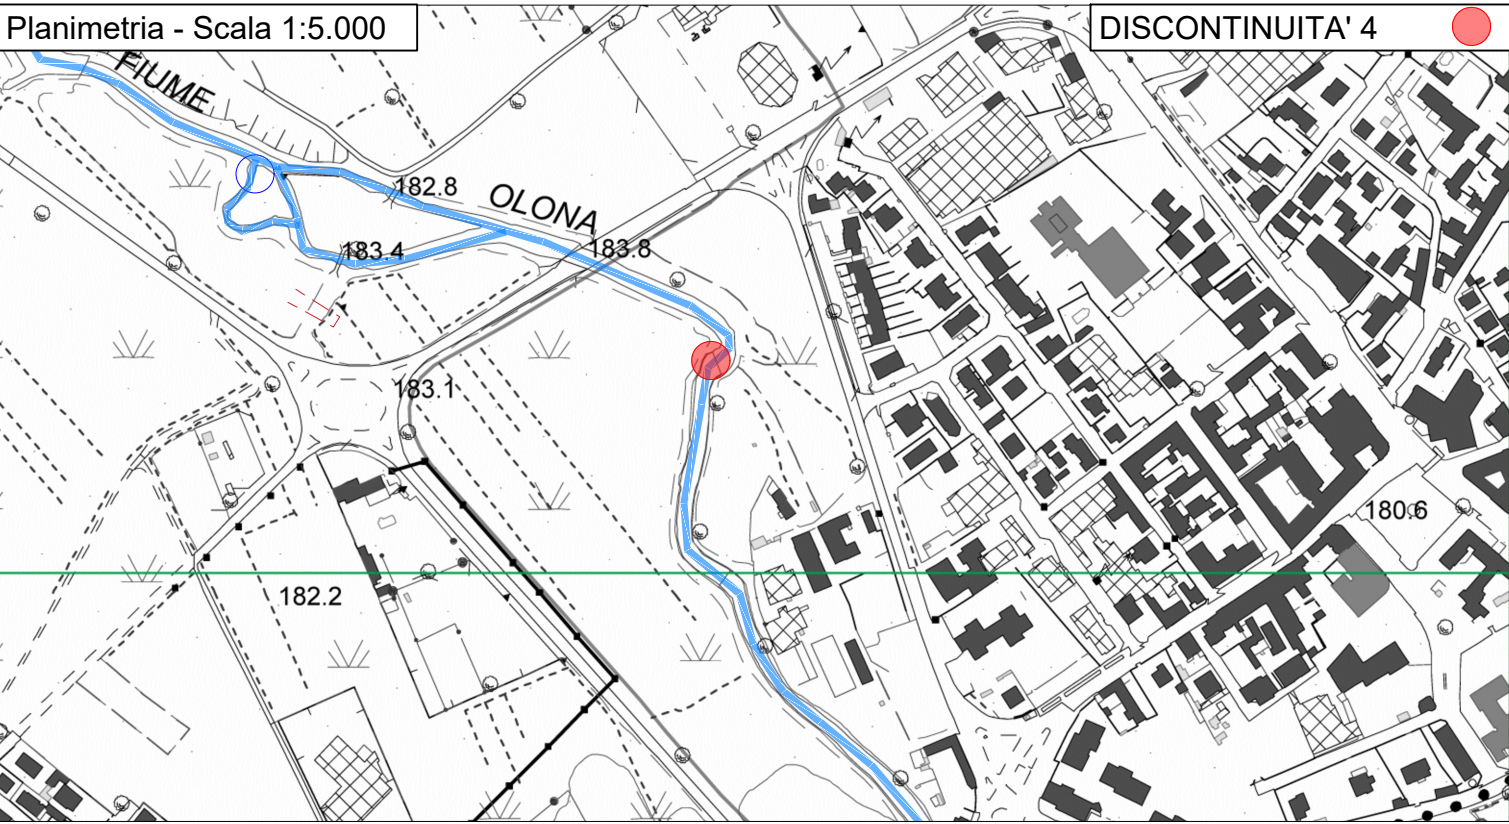 Planimetria - Scala 1:5.000
DISCONTINUITA' 4
FIUME
182.8
OLONA
183.4
183.8
183.1
180.6
182.2